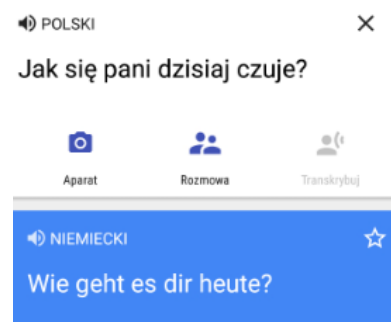 POLSKI
Jak się pani dzisiaj czuje?
Aparat Rozmowa Transkrybuj
NIEMIECKI
Wie geht es dir heute?